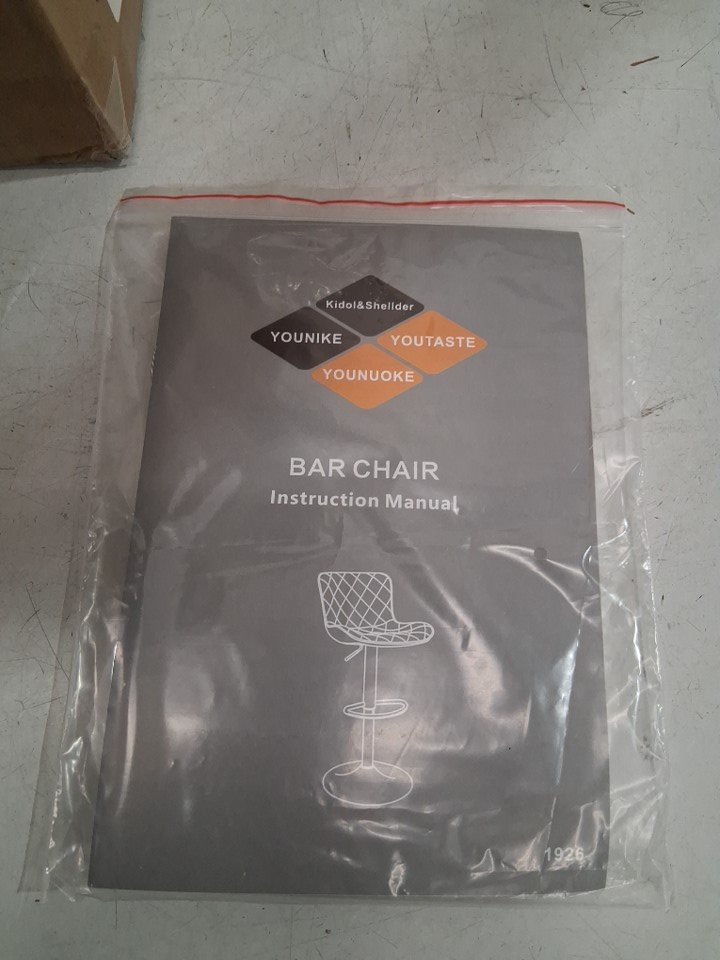 Kidol&Shellder
YOUNIKE
YOUTASTE
YOUNUOKE
BAR CHAIR
Instruction Manual
1926